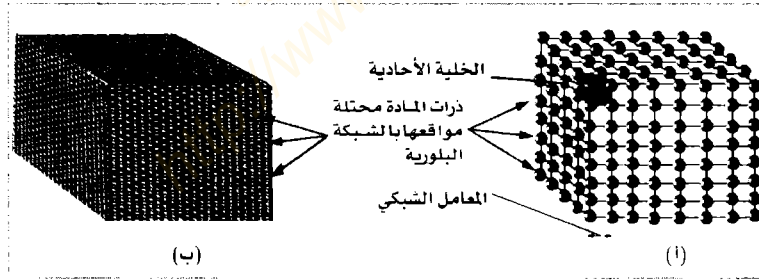 الخلية الأحادية
ذرات المادة محتلة
مواقعها بالشبكة
البلورية
المعامل الشبكي
(أ)
(ب)